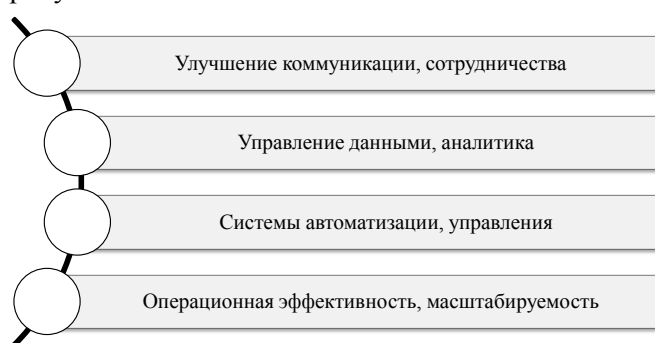 Улучшение коммуникации, сотрудничества
Управление данными, аналитика
Системы автоматизации, управления
Операционная эффективность, масштабируемость